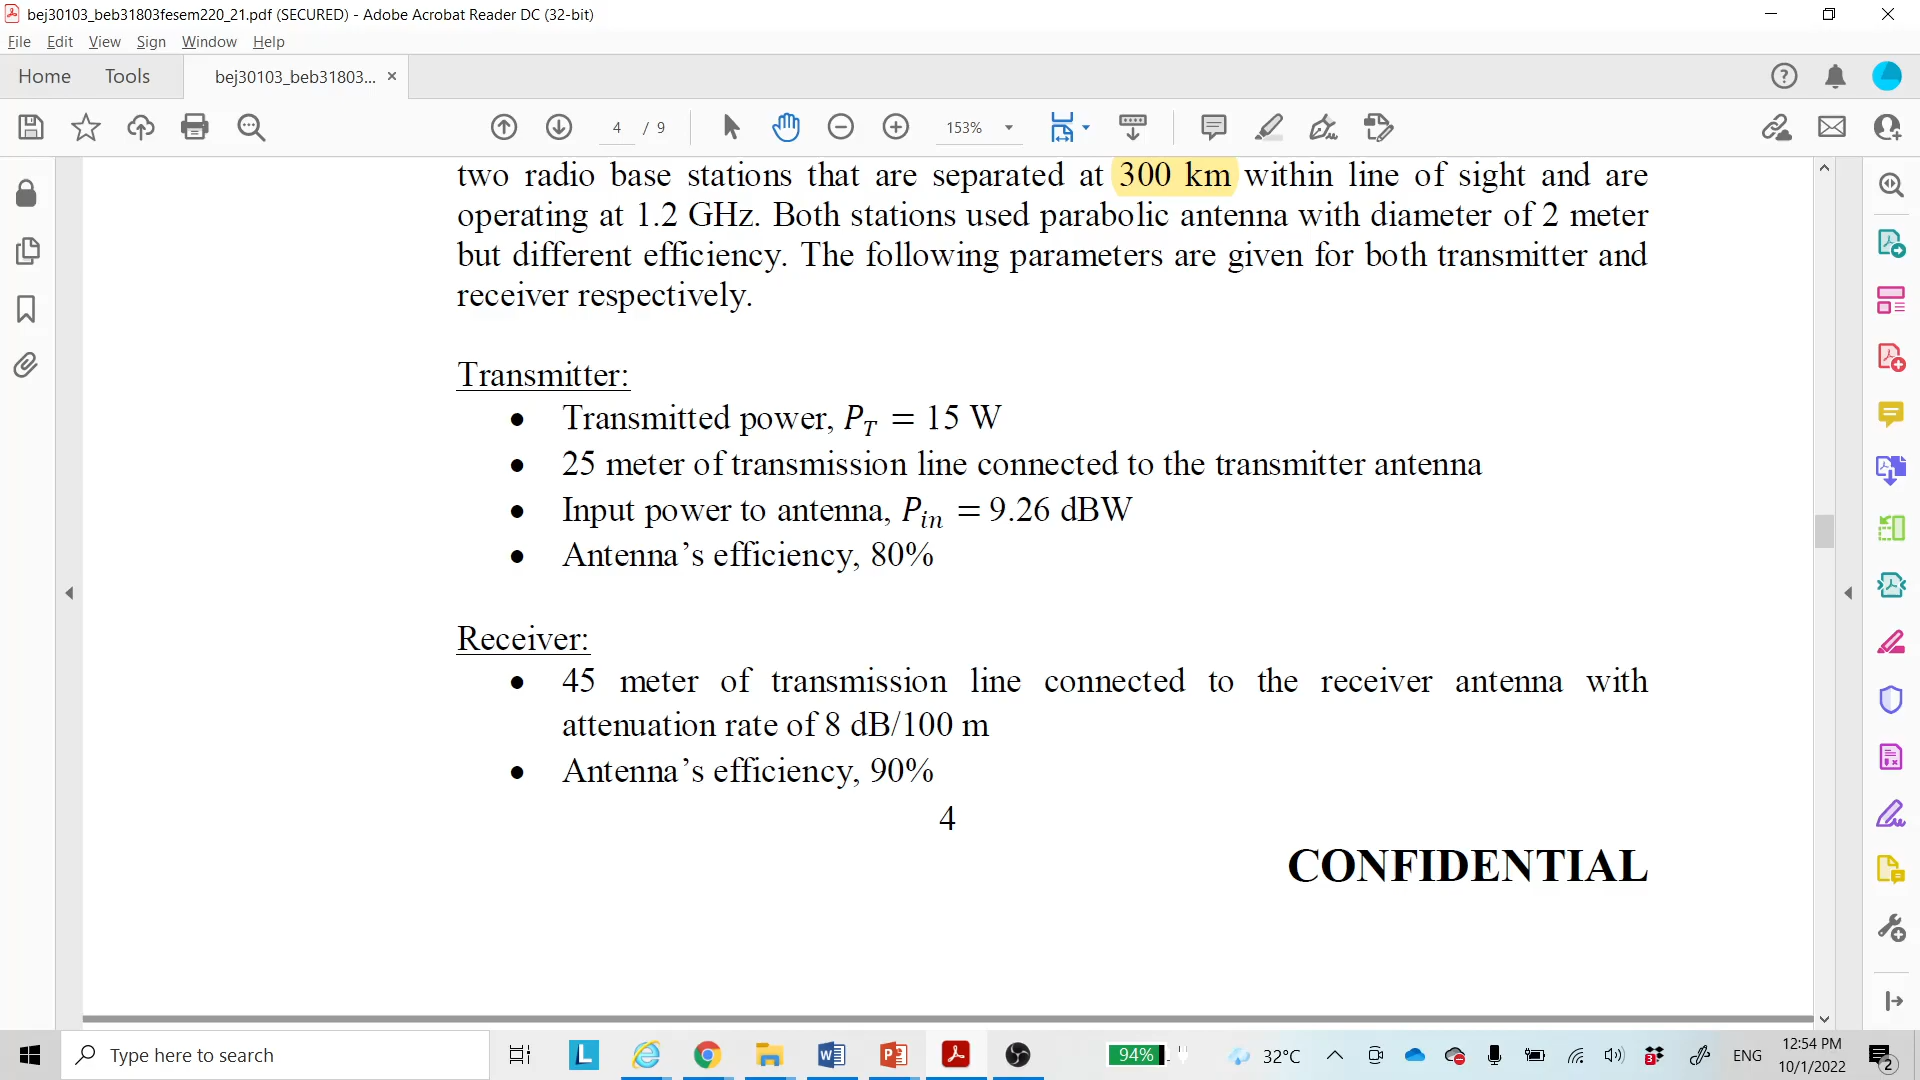 bej30103_beb31803fesem220_21.pdf (SECURED) - Adobe Acrobat Reader DC (32-bit)
File Edit View Sign Window Help
Home Tools bej30103_beb31803... ×
4 / 9 153%
two radio base stations that are separated at 300 km within line of sight and are
operating at 1.2 GHz. Both stations used parabolic antenna with diameter of 2 meter
but different efficiency. The following parameters are given for both transmitter and
receiver respectively.
Transmitter:
• Transmitted power, P_T = 15 W
• 25 meter of transmission line connected to the transmitter antenna
• Input power to antenna, P_in = 9.26 dBW
• Antenna’s efficiency, 80%
Receiver:
• 45 meter of transmission line connected to the receiver antenna with
attenuation rate of 8 dB/100 m
• Antenna’s efficiency, 90%
4
CONFIDENTIAL
Type here to search L 94% 32°C 3 ENG 12:54 PM
10/1/2022 2